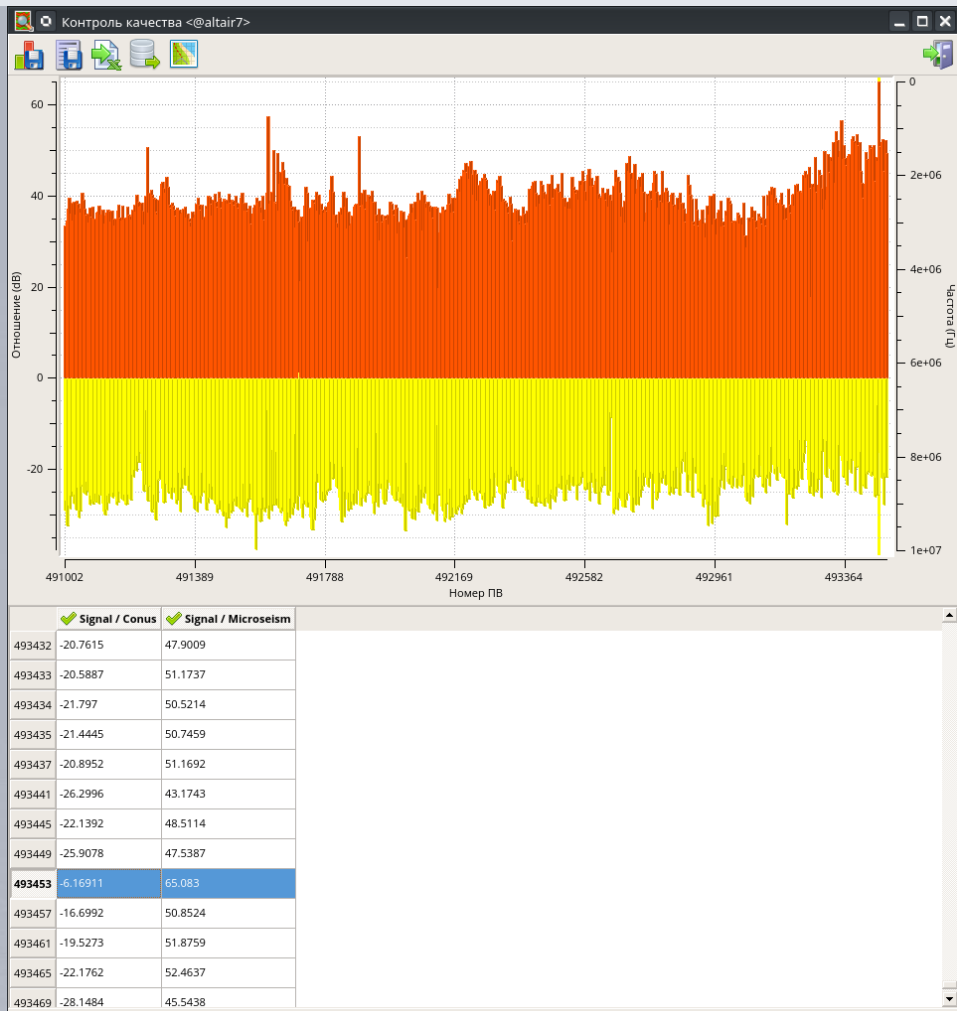 Контроль качества <@altair7>
60
40
20
0
-20
Отношение (dB)
0
2e+06
4e+06
6e+06
8e+06
1e+07
Частота (Гц)
491002 491389 491788 492169 492582 492961 493364
Номер ПВ
Signal / Conus Signal / Microseism
493432 -20.7615 47.9009
493433 -20.5887 51.1737
493434 -21.797 50.5214
493435 -21.4445 50.7459
493437 -20.8952 51.1692
493441 -26.2996 43.1743
493445 -22.1392 48.5114
493449 -25.9078 47.5387
493453 -6.16911 65.083
493457 -16.6992 50.8524
493461 -19.5273 51.8759
493465 -22.1762 52.4637
493469 -28.1484 45.5438